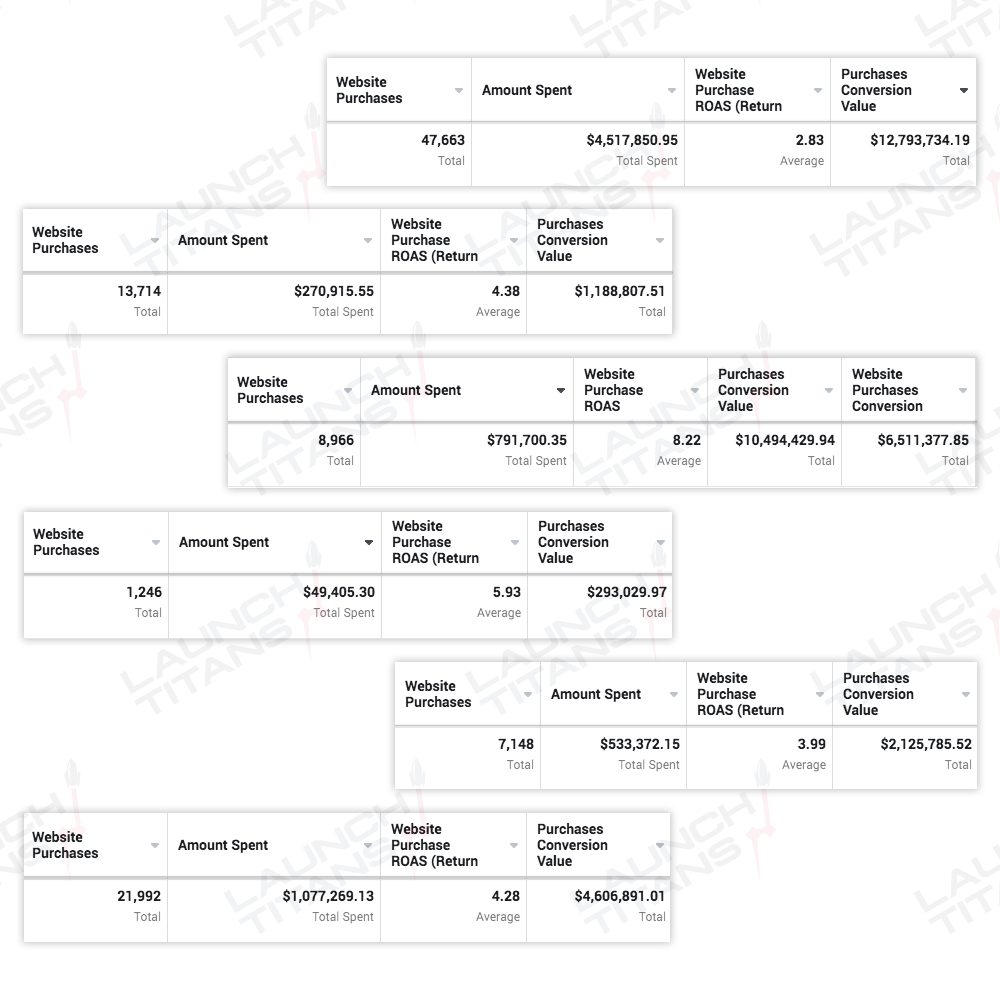 Website Purchases Amount Spent Website Purchase ROAS (Return Purchases Conversion Value
47,663 $4,517,850.95 2.83 $12,793,734.19
Total Total Spent Average Total
Website Purchases Amount Spent Website Purchase ROAS (Return Purchases Conversion Value
13,714 $270,915.55 4.38 $1,188,807.51
Total Total Spent Average Total
Website Purchases Amount Spent Website Purchase ROAS Purchases Conversion Value Website Purchases Conversion
8,966 $791,700.35 8.22 $10,494,429.94 $6,511,377.85
Total Total Spent Average Total Total
Website Purchases Amount Spent Website Purchase ROAS (Return Purchases Conversion Value
1,246 $49,405.30 5.93 $293,029.97
Total Total Spent Average Total
Website Purchases Amount Spent Website Purchase ROAS (Return Purchases Conversion Value
7,148 $533,372.15 3.99 $2,125,785.52
Total Total Spent Average Total
Website Purchases Amount Spent Website Purchase ROAS (Return Purchases Conversion Value
21,992 $1,077,269.13 4.28 $4,606,891.01
Total Total Spent Average Total
LAUNCH
TITANS